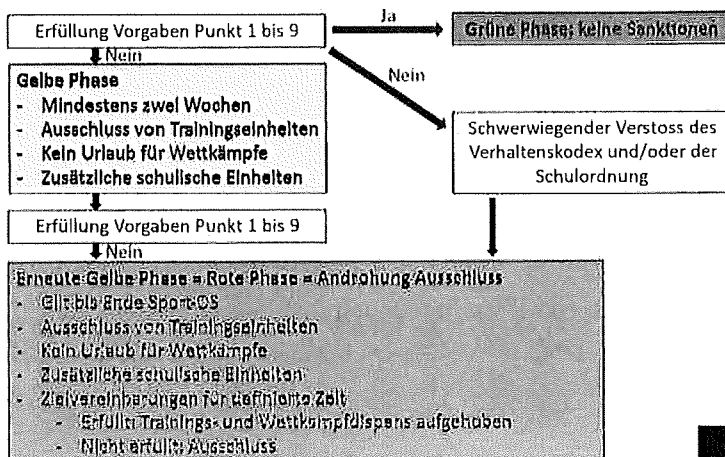 Erfüllung Vorgaben Punkt 1 bis 9
Ja
Grüne Phase: keine Sanktionen
Nein
Nein
Gelbe Phase
- Mindestens zwei Wochen
- Ausschluss von Trainingseinheiten
- Kein Urlaub für Wettkämpfe
- Zusätzliche schulische Einheiten
Schwerwiegender Verstoss des
Verhaltenskodex und/oder der
Schulordnung
Erfüllung Vorgaben Punkt 1 bis 9
Nein
Erneute Gelbe Phase = Rote Phase = Androhung Ausschluss
- Gilt bis Ende Sport-OS
- Ausschluss von Trainingseinheiten
- Kein Urlaub für Wettkämpfe
- Zusätzliche schulische Einheiten
- Zielvereinbarungen für definierte Zeit
- Erfüllt: Trainings- und Wettkampfdispens aufgehoben
- Nicht erfüllt: Ausschluss